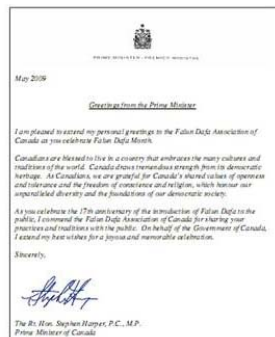 PRIME MINISTER · PREMIER MINISTRE
May 2009
Greetings from the Prime Minister
I am pleased to extend my personal greetings to the Falun Dafa Association of
Canada as you celebrate Falun Dafa Month.
Canadians are blessed to live in a country that embraces the many cultures and
traditions of the world. Canada draws tremendous strength from its democratic
heritage. As Canadians, we are grateful for Canada's shared values of openness
and tolerance and the freedom of conscience and religion, which honour our
unparalleled diversity and the foundations of our democratic society.
As you celebrate the 17th anniversary of the introduction of Falun Dafa to the
public, I commend the Falun Dafa Association of Canada for sharing your
practices and traditions with the public. On behalf of the Government of Canada,
I extend my best wishes for a joyous and memorable celebration.
Sincerely,
The Rt. Hon. Stephen Harper, P.C., M.P.
Prime Minister of Canada